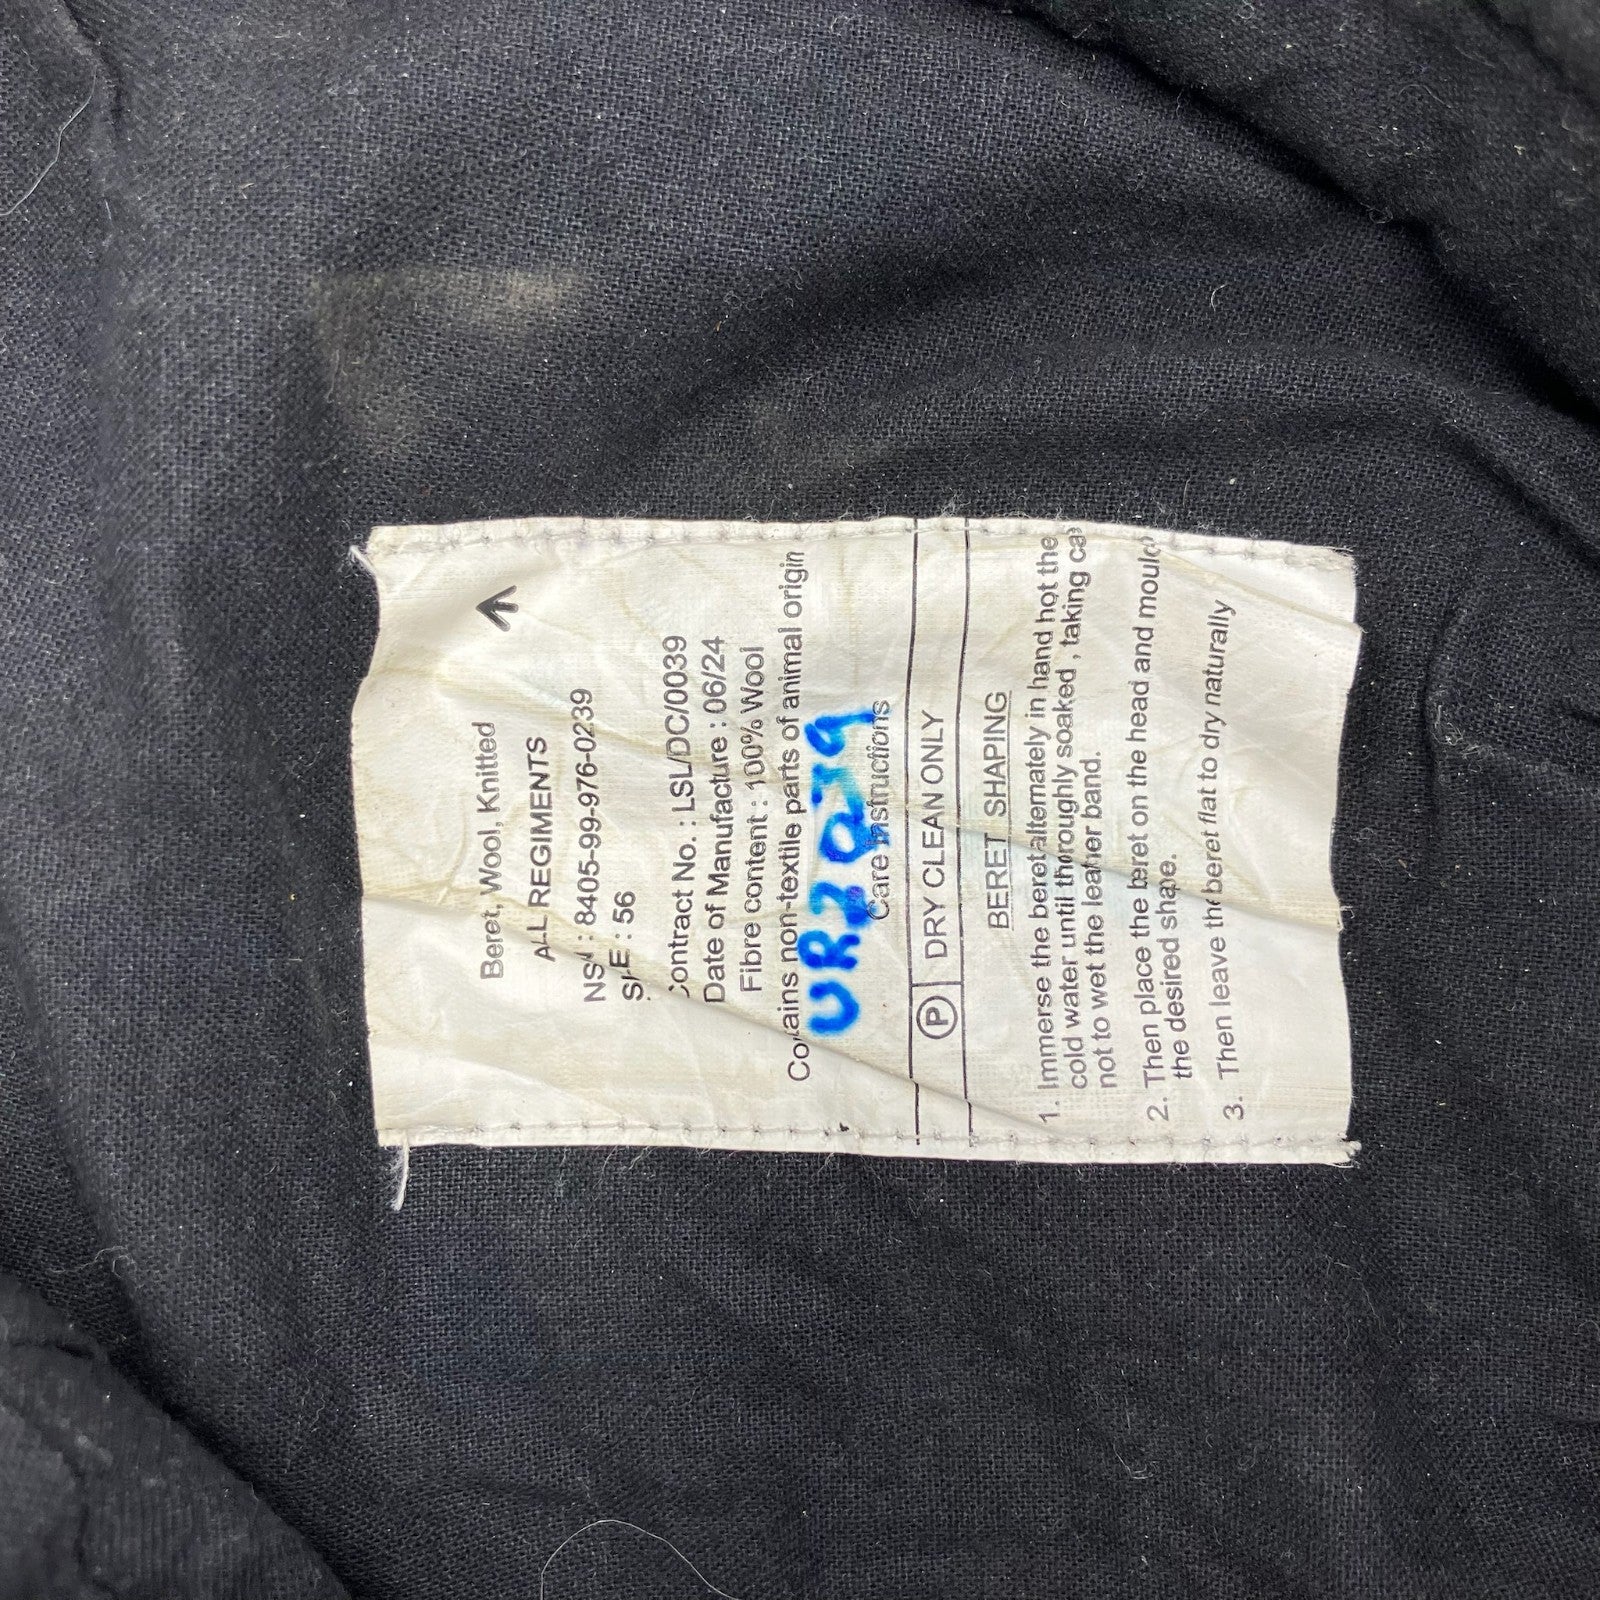 Beret, Wool, Knitted
ALL REGIMENTS
NSN : 8405-99-976-0239
SIZE : 56
Contract No. : LSL/DC/0039
Date of Manufacture : 06/24
Fibre content : 100% Wool
Contains non-textile parts of animal origin
Care Instructions
P DRY CLEAN ONLY
BERET SHAPING
1. Immerse the beret alternately in hand hot the
cold water until thoroughly soaked , taking ca
not to wet the leather band.
2. Then place the beret on the head and mould
the desired shape.
3. Then leave the beret flat to dry naturally